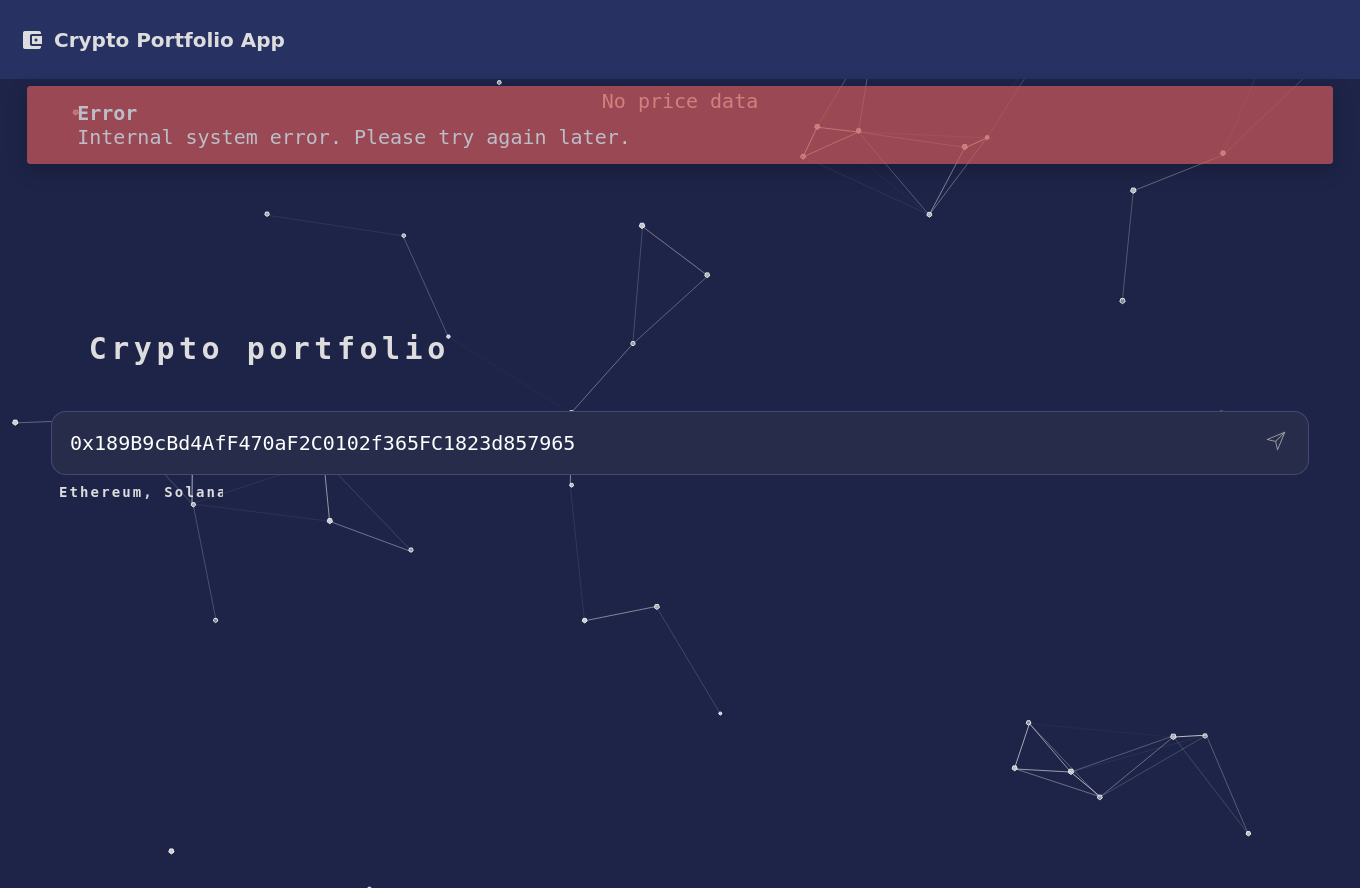 Crypto Portfolio App
No price data
Error
Internal system error. Please try again later.
Crypto portfolio
0x189B9cBd4AfF470aF2C0102f365FC1823d857965
Ethereum, Solana